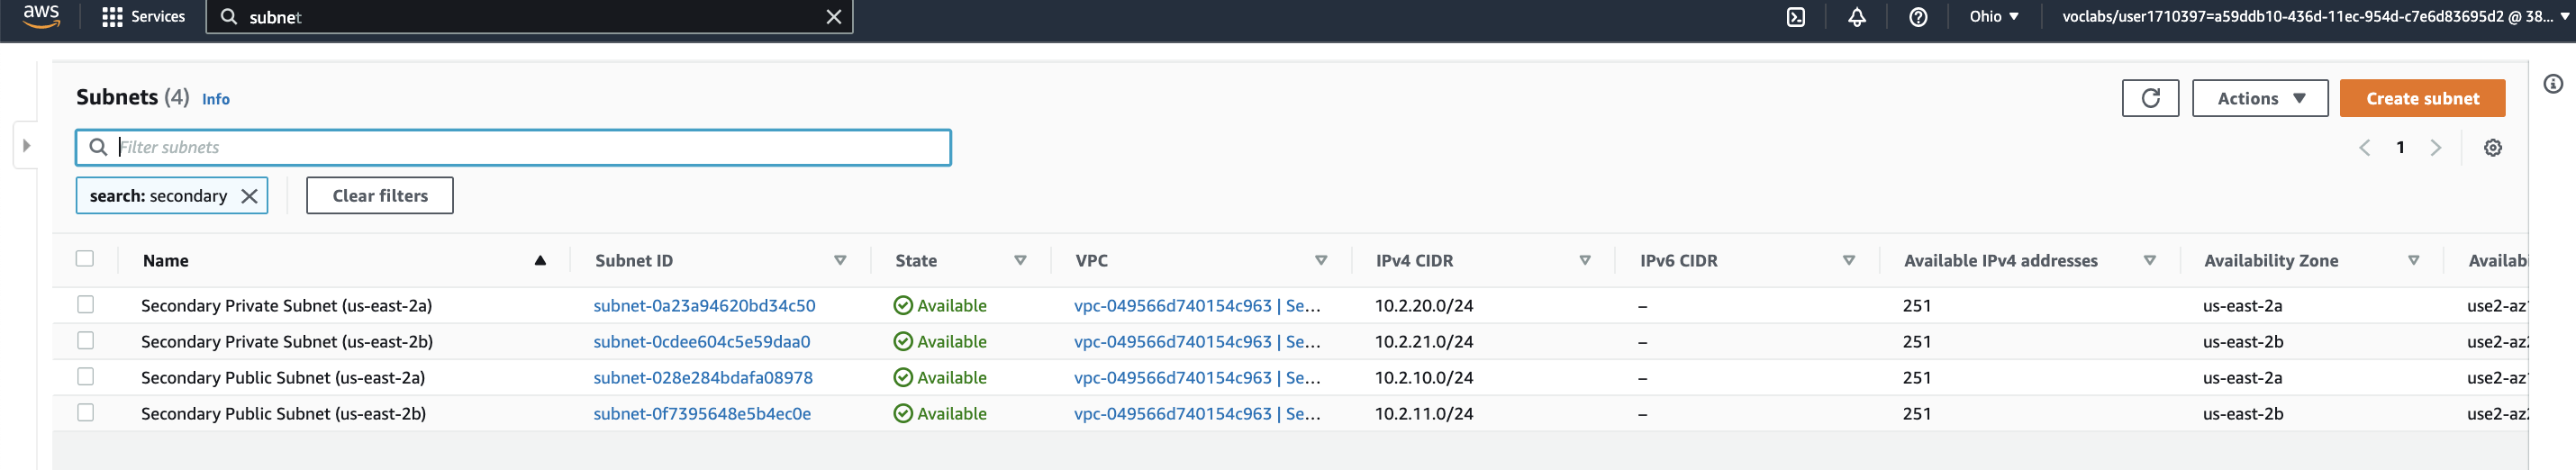 aws Services subnet Ohio voclabs/user1710397=a59ddb10-436d-11ec-954d-c7e6d83695d2 @ 38...
Subnets (4) Info Actions Create subnet
Filter subnets 1
search: secondary Clear filters
Name Subnet ID State VPC IPv4 CIDR IPv6 CIDR Available IPv4 addresses Availability Zone Availab
Secondary Private Subnet (us-east-2a) subnet-0a23a94620bd34c50 Available vpc-049566d740154c963 | Se... 10.2.20.0/24 – 251 us-east-2a use2-az
Secondary Private Subnet (us-east-2b) subnet-0cdee604c5e59daa0 Available vpc-049566d740154c963 | Se... 10.2.21.0/24 – 251 us-east-2b use2-az
Secondary Public Subnet (us-east-2a) subnet-028e284bdafa08978 Available vpc-049566d740154c963 | Se... 10.2.10.0/24 – 251 us-east-2a use2-az
Secondary Public Subnet (us-east-2b) subnet-0f7395648e5b4ec0e Available vpc-049566d740154c963 | Se... 10.2.11.0/24 – 251 us-east-2b use2-az